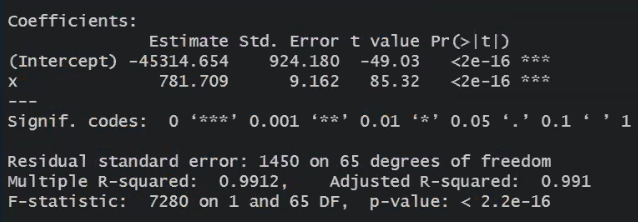 Coefficients:
Estimate Std. Error t value Pr(>|t|)
(Intercept) -45314.654 924.180 -49.03 <2e-16 ***
x 781.709 9.162 85.32 <2e-16 ***
---
Signif. codes: 0 ‘***’ 0.001 ‘**’ 0.01 ‘*’ 0.05 ‘.’ 0.1 ‘ ’ 1
Residual standard error: 1450 on 65 degrees of freedom
Multiple R-squared: 0.9912, Adjusted R-squared: 0.991
F-statistic: 7280 on 1 and 65 DF, p-value: < 2.2e-16